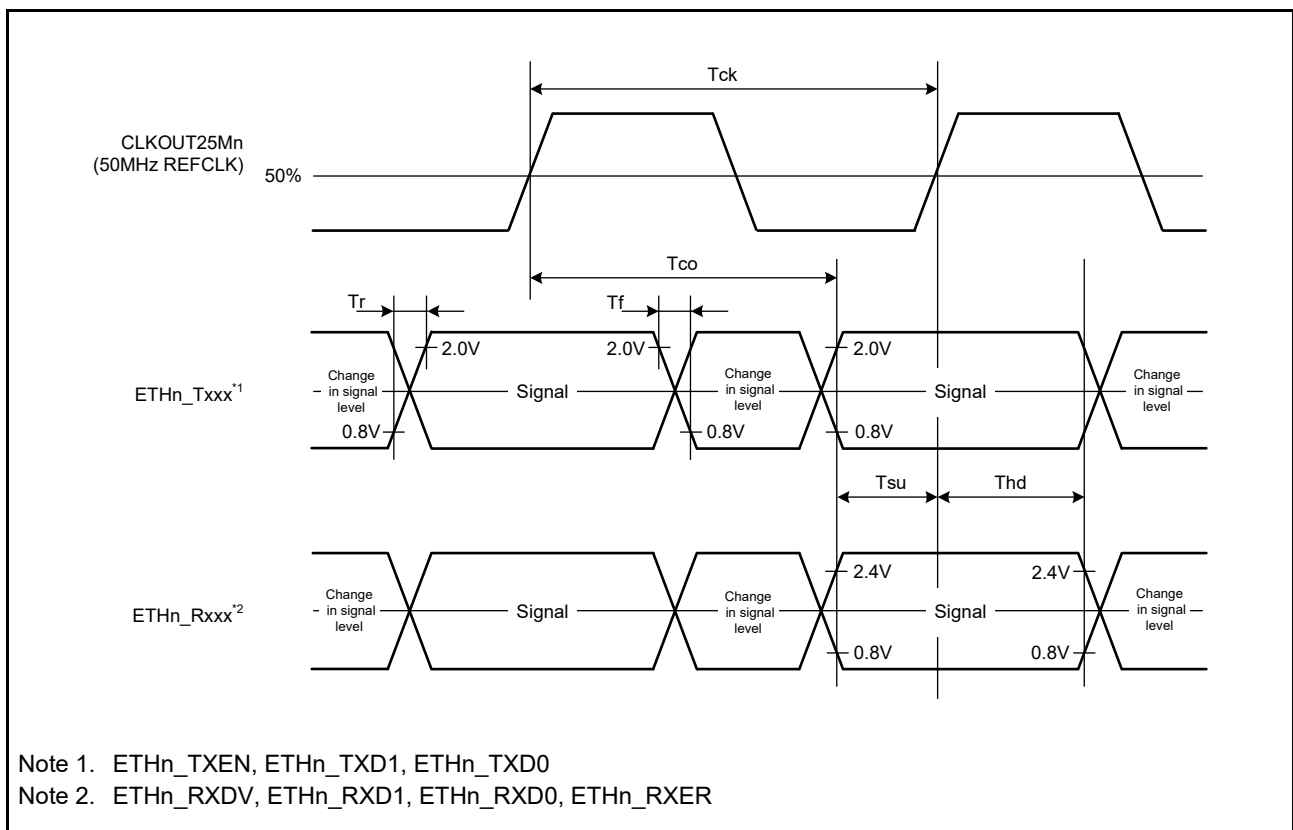 Tck
CLKOUT25Mn
(50MHz REFCLK)
50%
Tco
Tr
Tf
2.0V
2.0V
2.0V
Change
in signal
level
Signal
Change
in signal
level
Signal
Change
in signal
level
ETHn_Txxx*1
0.8V
0.8V
0.8V
Tsu
Thd
2.4V
2.4V
Change
in signal
level
Signal
Change
in signal
level
Signal
Change
in signal
level
ETHn_Rxxx*2
0.8V
0.8V
Note 1. ETHn_TXEN, ETHn_TXD1, ETHn_TXD0
Note 2. ETHn_RXDV, ETHn_RXD1, ETHn_RXD0, ETHn_RXER